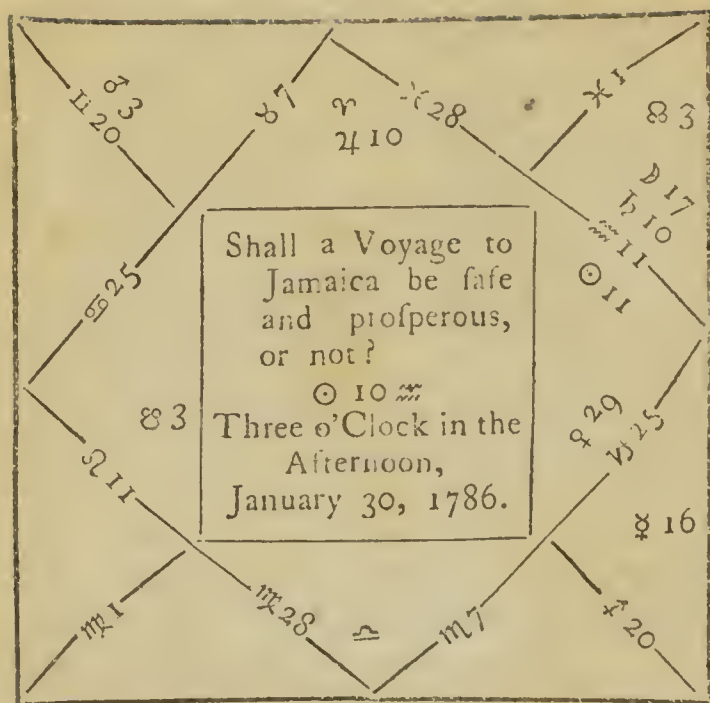 ♂ 3
♊ 20
♉ 7
♈
♃ 10
♓ 28
♓ 1
☋ 3
☽ 17
♄ 10
♒ 11
☉ 11
♋ 25
Shall a Voyage to
Jamaica be ſafe
and proſperous,
or not?
☉ 10 ♒
Three o'Clock in the
Afternoon,
January 30, 1786.
☋ 3
♌ 11
♀ 29
♑ 25
☿ 16
♍ 1
♍ 28
♎
♏ 7
♐ 20